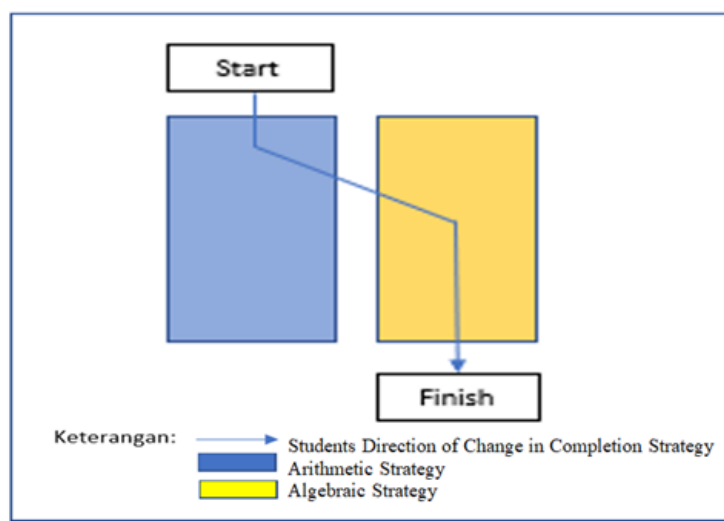 Start
Finish
Keterangan:
Students Direction of Change in Completion Strategy
Arithmetic Strategy
Algebraic Strategy